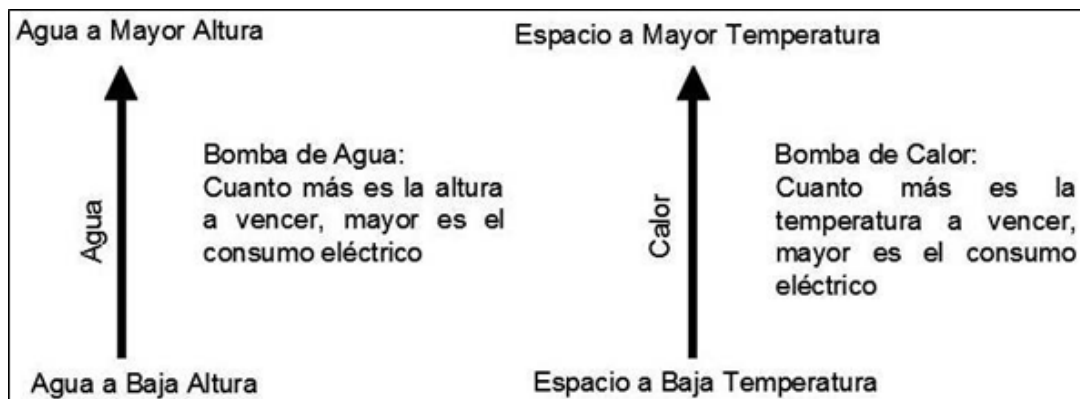 Agua a Mayor Altura
Agua
Bomba de Agua:
Cuanto más es la altura
a vencer, mayor es el
consumo eléctrico
Agua a Baja Altura
Espacio a Mayor Temperatura
Calor
Bomba de Calor:
Cuanto más es la
temperatura a vencer,
mayor es el consumo
eléctrico
Espacio a Baja Temperatura